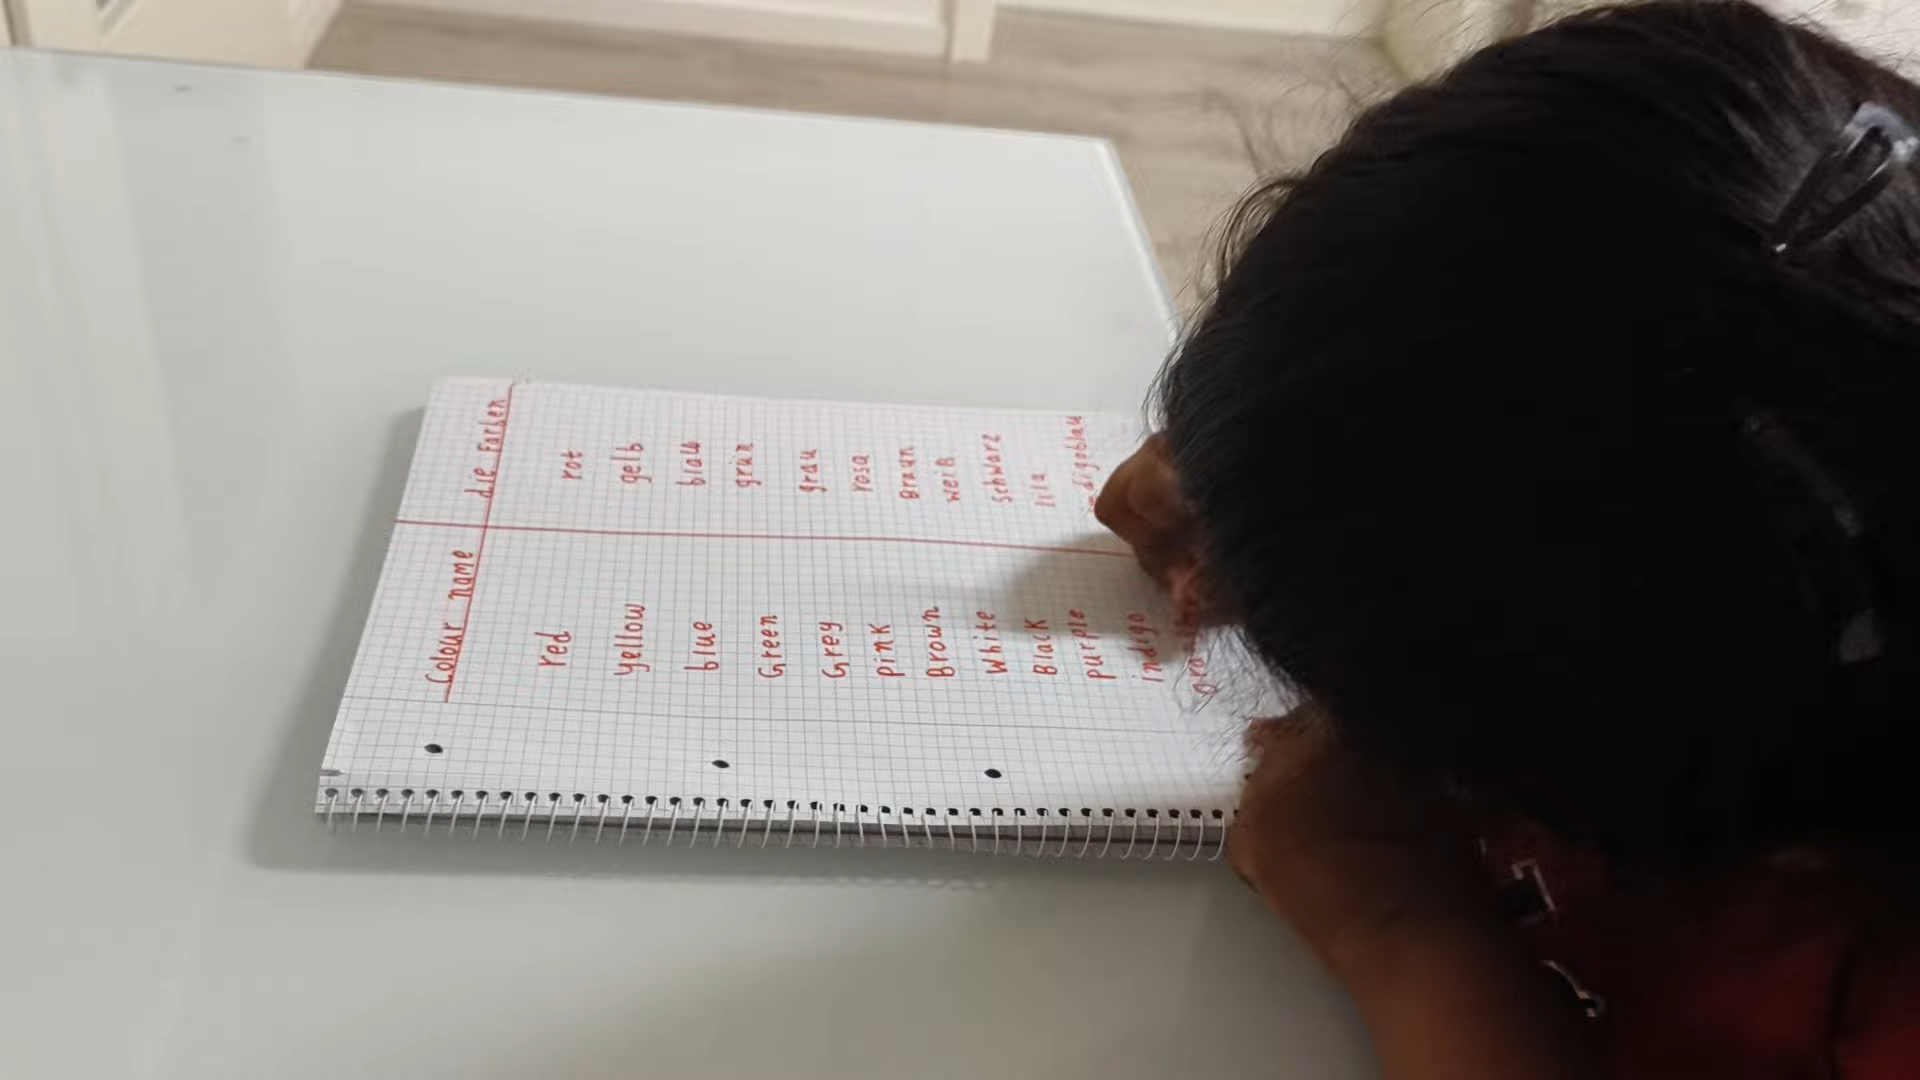 Colour name die Farben
red rot
yellow gelb
blue blau
Green grün
Grey grau
Pink rosa
Brown Braun
White weiß
Black schwarz
purple lila
indigo